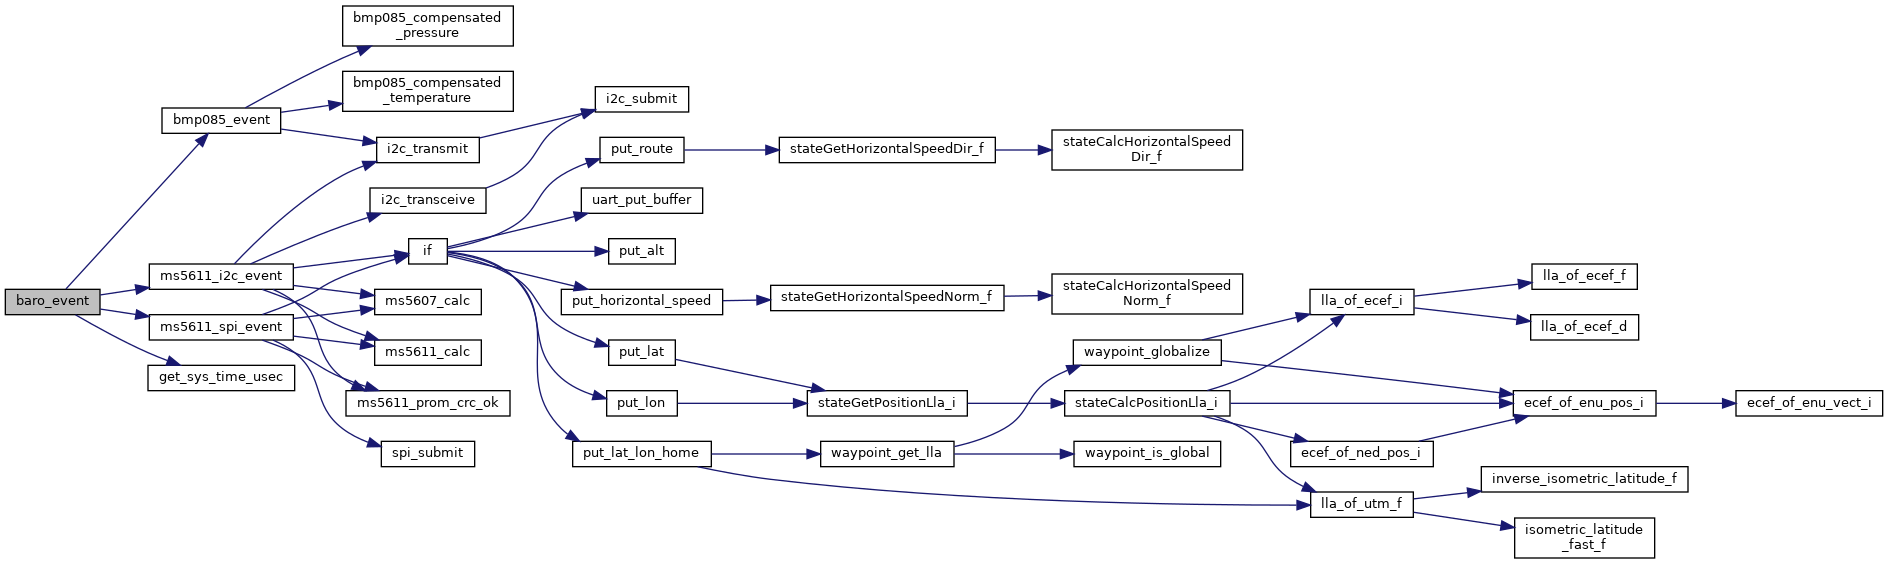 bmp085_compensated
_pressure
bmp085_compensated
_temperature
bmp085_event
i2c_transmit
i2c_submit
put_route
stateGetHorizontalSpeedDir_f
stateCalcHorizontalSpeed
Dir_f
i2c_transceive
uart_put_buffer
if
put_alt
baro_event
ms5611_i2c_event
ms5607_calc
put_horizontal_speed
stateGetHorizontalSpeedNorm_f
stateCalcHorizontalSpeed
Norm_f
lla_of_ecef_i
lla_of_ecef_f
lla_of_ecef_d
ms5611_spi_event
ms5611_calc
put_lat
waypoint_globalize
get_sys_time_usec
ms5611_prom_crc_ok
put_lon
stateGetPositionLla_i
stateCalcPositionLla_i
ecef_of_enu_pos_i
ecef_of_enu_vect_i
spi_submit
put_lat_lon_home
waypoint_get_lla
waypoint_is_global
ecef_of_ned_pos_i
lla_of_utm_f
inverse_isometric_latitude_f
isometric_latitude
_fast_f